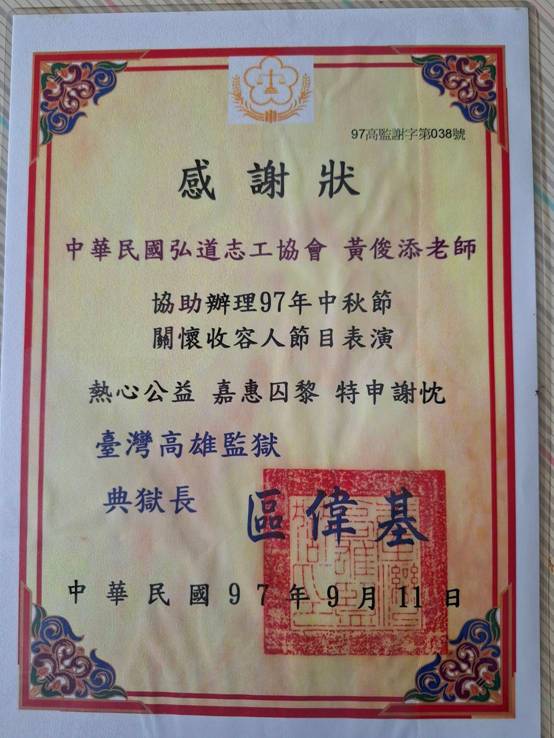 97高監謝字第038號
感謝狀
中華民國弘道志工協會 黃俊添老師
協助辦理97年中秋節
關懷收容人節目表演
熱心公益 嘉惠囚黎 特申謝忱
臺灣高雄監獄
典獄長 區偉基
中華民國97年9月11日